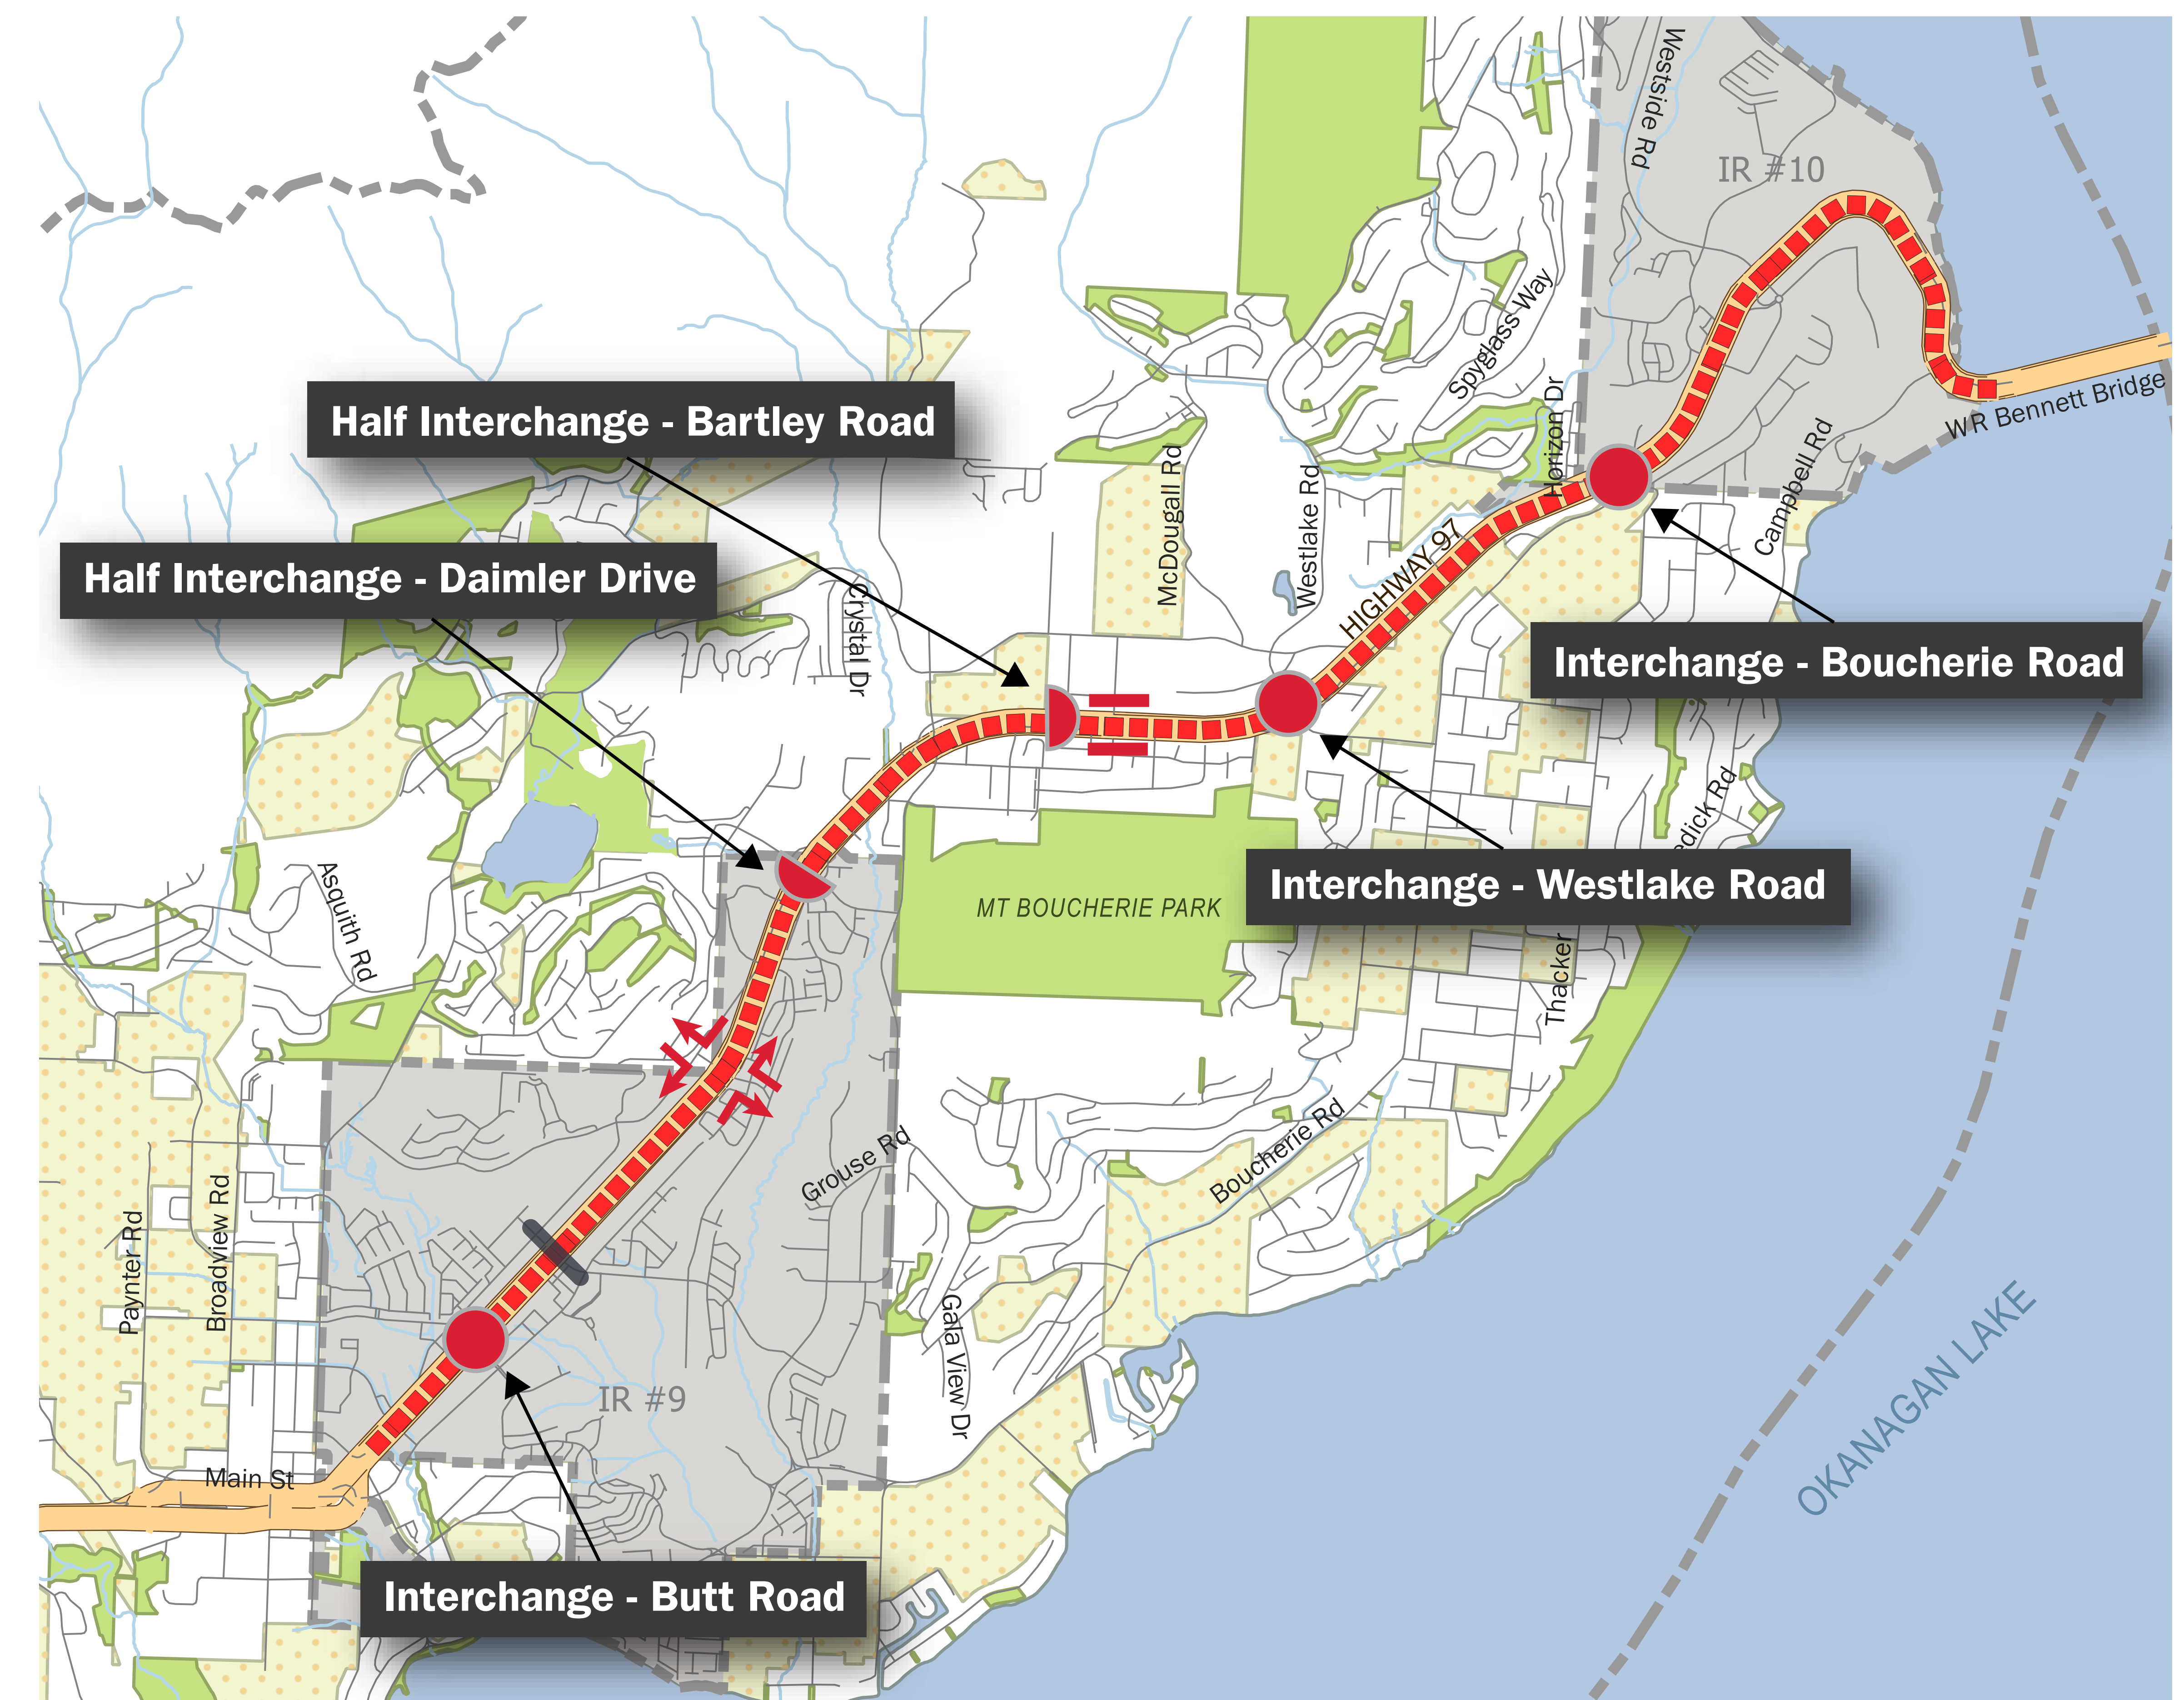 Westside Rd
IR #10
Spyglass Way
Horizon Dr
WR Bennett Bridge
Half Interchange - Bartley Road
McDougall Rd
Westlake Rd
HIGHWAY 97
Campbell Rd
Half Interchange - Daimler Drive
Crystal Dr
Interchange - Boucherie Road
edick Rd
Interchange - Westlake Road
MT BOUCHERIE PARK
Asquith Rd
Thacker
Boucherie Rd
Grouse Rd
Paynter Rd
Broadview Rd
Gala View Dr
IR #9
OKANAGAN LAKE
Main St
Interchange - Butt Road